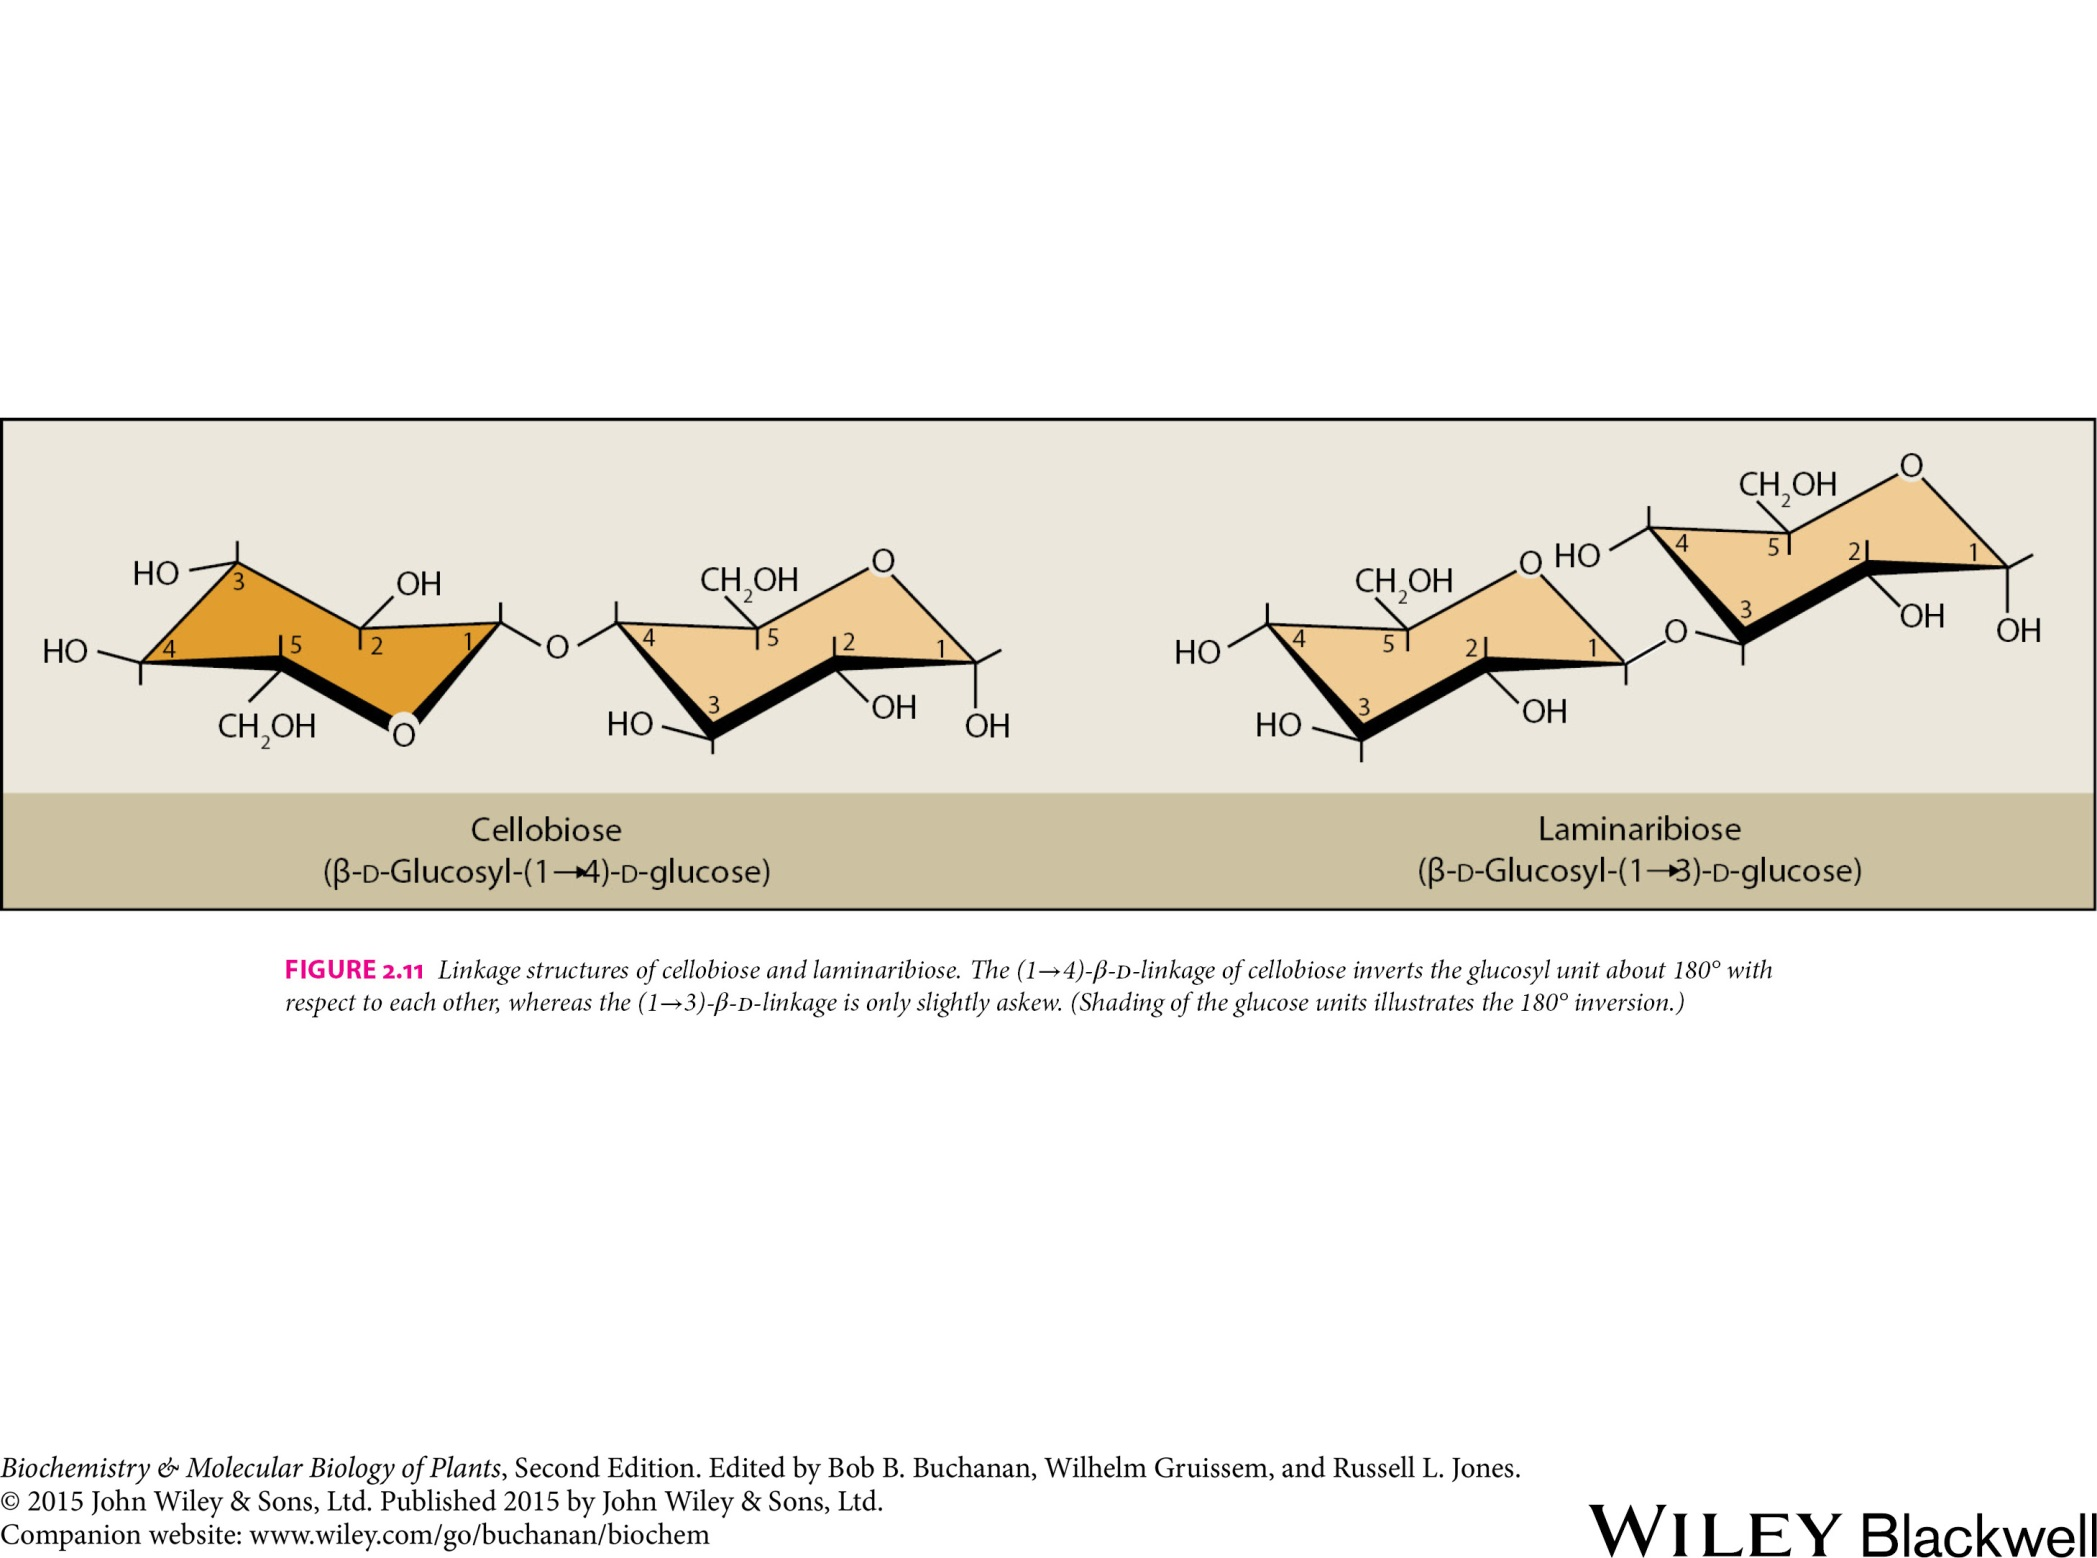 HO
3
OH
HO
4
5
2
1
CH2OH
O
O
CH2OH
O
4
5
2
1
HO
3
OH
OH
CH2OH
O
HO
4
5
2
1
HO
3
OH
O
CH2OH
O
HO
4
5
2
1
3
OH
OH
Cellobiose
(β-D-Glucosyl-(1→4)-D-glucose)
Laminaribiose
(β-D-Glucosyl-(1→3)-D-glucose)
FIGURE 2.11 Linkage structures of cellobiose and laminaribiose. The (1→4)-β-D-linkage of cellobiose inverts the glucosyl unit about 180° with
respect to each other, whereas the (1→3)-β-D-linkage is only slightly askew. (Shading of the glucose units illustrates the 180° inversion.)
Biochemistry & Molecular Biology of Plants, Second Edition. Edited by Bob B. Buchanan, Wilhelm Gruissem, and Russell L. Jones.
© 2015 John Wiley & Sons, Ltd. Published 2015 by John Wiley & Sons, Ltd.
Companion website: www.wiley.com/go/buchanan/biochem
WILEY Blackwell